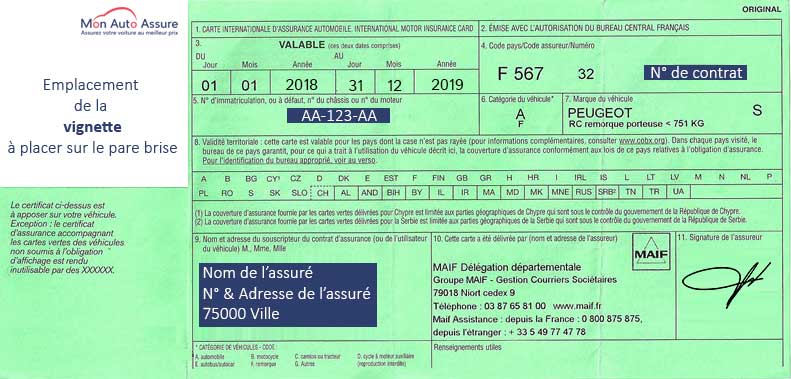 ORIGINAL
Mon Auto Assure
Assurez votre voiture au meilleur prix
Emplacement
de la
vignette
à placer sur le pare brise
Le certificat ci-dessus est
à apposer sur votre véhicule.
Exception : le certificat
d'assurance accompagnant
les cartes vertes des véhicules
non soumis à l'obligation
d'affichage est rendu
inutilisable par des XXXXXX.
1. CARTE INTERNATIONALE D'ASSURANCE AUTOMOBILE. INTERNATIONAL MOTOR INSURANCE CARD
2. ÉMISE AVEC L'AUTORISATION DU BUREAU CENTRAL FRANÇAIS
3. VALABLE (ces deux dates comprises)
DU AU
Jour Mois Année Jour Mois Année
01 01 2018 31 12 2019
4. Code pays/Code assureur/Numéro
F 567 32 N° de contrat
5. N° d'immatriculation, ou à défaut, n° du châssis ou n° du moteur
AA-123-AA
6. Catégorie du véhicule*
A
F
7. Marque du véhicule
PEUGEOT S
RC remorque porteuse < 751 KG
8. Validité territoriale : cette carte est valable pour les pays dont la case n'est pas rayée (pour informations complémentaires, consulter www.cobx.org). Dans chaque pays visité, le
bureau de ce pays garantit, pour ce qui a trait à l'utilisation du véhicule décrit ici, la couverture d'assurance conformément aux lois de ce pays relatives à l'obligation d'assurance.
Pour l'identification du bureau approprié, voir au verso.
A B BG CY¹ CZ D DK E EST F FIN GB GR H HR I IRL IS L LT LV M N NL P
PL RO S SK SLO CH AL AND BIH BY IL IR MA MD MK MNE RUS SRB² TN TR UA
(1) La couverture d'assurance fournie par les cartes vertes délivrées pour Chypre est limitée aux parties géographiques de Chypre qui sont sous le contrôle du gouvernement de la République de Chypre.
(2) La couverture d'assurance fournie par les cartes vertes délivrées pour la Serbie est limitée aux parties géographiques de la Serbie qui sont sous le contrôle du gouvernement de la République de Serbie.
9. Nom et adresse du souscripteur du contrat d'assurance (ou de l'utilisateur
du véhicule) M., Mme, Mlle
Nom de l'assuré
N° & Adresse de l'assuré
75000 Ville
10. Cette carte a été délivrée par (nom et adresse de l'assureur)
MAIF
MAIF Délégation départementale
Groupe MAIF - Gestion Courriers Sociétaires
79018 Niort cedex 9
Téléphone : 03 87 65 81 00 www.maif.fr
Maif Assistance : depuis la France : 0 800 875 875,
depuis l'étranger : + 33 5 49 77 47 78
11. Signature de l'assureur
* CATÉGORIE DE VÉHICULES - CODE :
A. automobile B. motocycle C. camion ou tracteur D. cycle à moteur auxiliaire
E. autobus/autocar F. remorque G. Autres (reproduction interdite)
Renseignements utiles